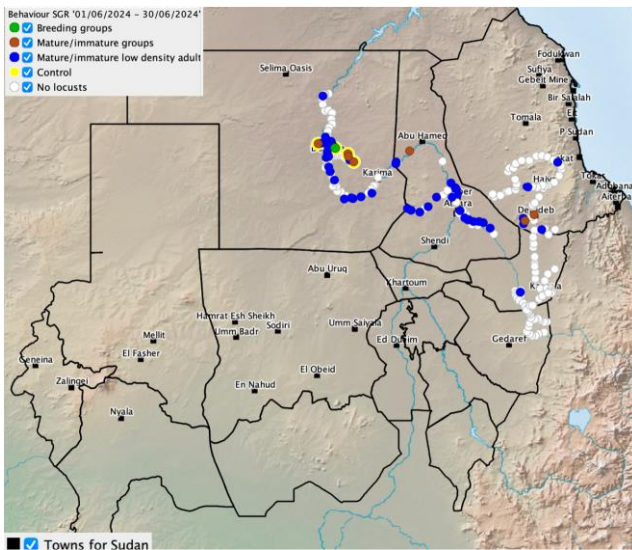 Behaviour SGR '01/06/2024 - 30/06/2024'
Breeding groups
Mature/immature groups
Mature/immature low density adult
Control
No locusts
Fodukwan
Selima Oasis
Sufiya
Gebeit Mine
Bir Salalah
Eit
Tomala
P.Sudan
Abu Hamed
Karima
Tokar
Derudeb
Shendi
Abu Uruq
Khartoum
Hamrat Esh Sheikh
Sodiri
Umm Saiyala
Umm Badr
Mellit
Ed Dueim
Gedaref
El Fasher
Geneina
El Obeid
Zalingei
En Nahud
Nyala
Towns for Sudan